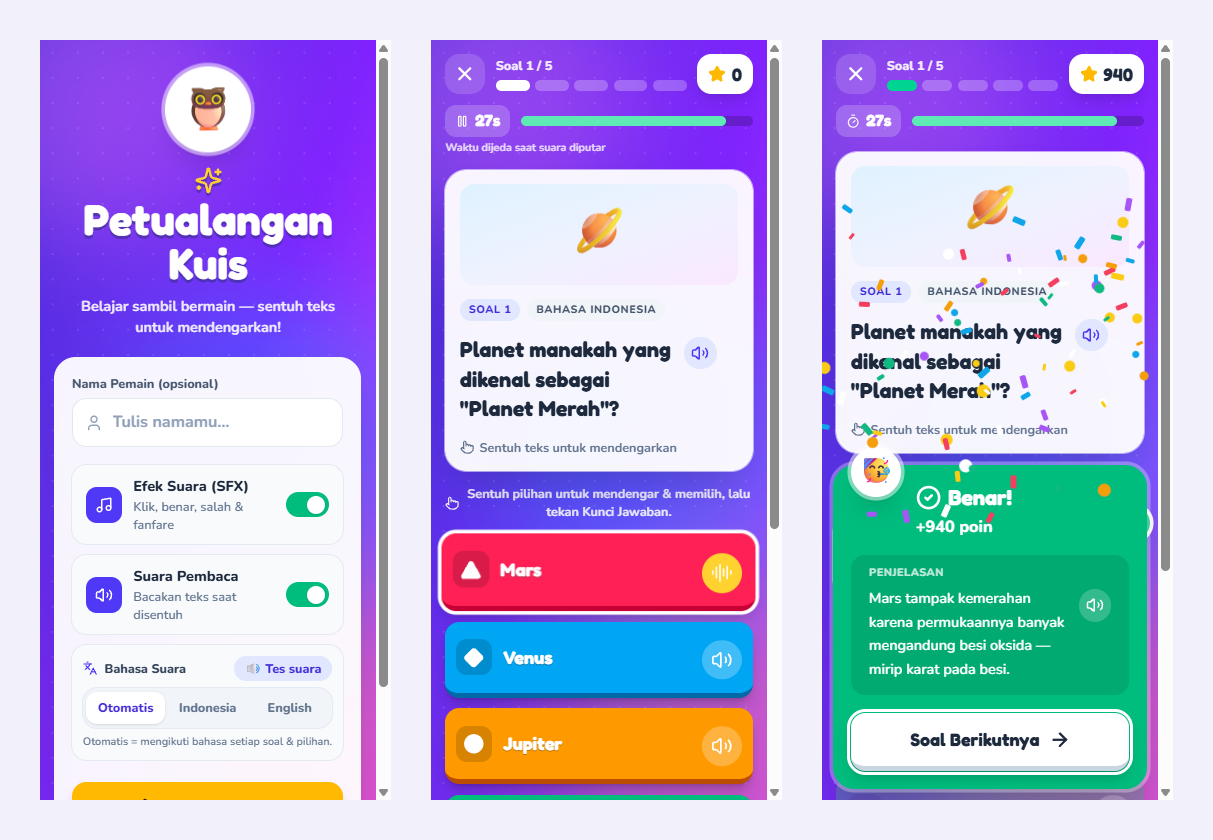 Petualangan
Kuis
Belajar sambil bermain — sentuh teks
untuk mendengarkan!
Nama Pemain (opsional)
Tulis namamu...
Efek Suara (SFX)
Klik, benar, salah &
fanfare
Suara Pembaca
Bacakan teks saat
disentuh
Bahasa Suara
Tes suara
Otomatis
Indonesia
English
Otomatis = mengikuti bahasa setiap soal & pilihan.
Soal 1 / 5
0
27s
Waktu dijeda saat suara diputar
SOAL 1
BAHASA INDONESIA
Planet manakah yang
dikenal sebagai
"Planet Merah"?
Sentuh teks untuk mendengarkan
Sentuh pilihan untuk mendengar & memilih, lalu
tekan Kunci Jawaban.
Mars
Venus
Jupiter
Soal 1 / 5
940
27s
SOAL 1
BAHASA INDONESIA
Planet manakah yang
dikenal sebagai
"Planet Merah"?
Sentuh teks untuk mendengarkan
Benar!
+940 poin
PENJELASAN
Mars tampak kemerahan
karena permukaannya banyak
mengandung besi oksida —
mirip karat pada besi.
Soal Berikutnya